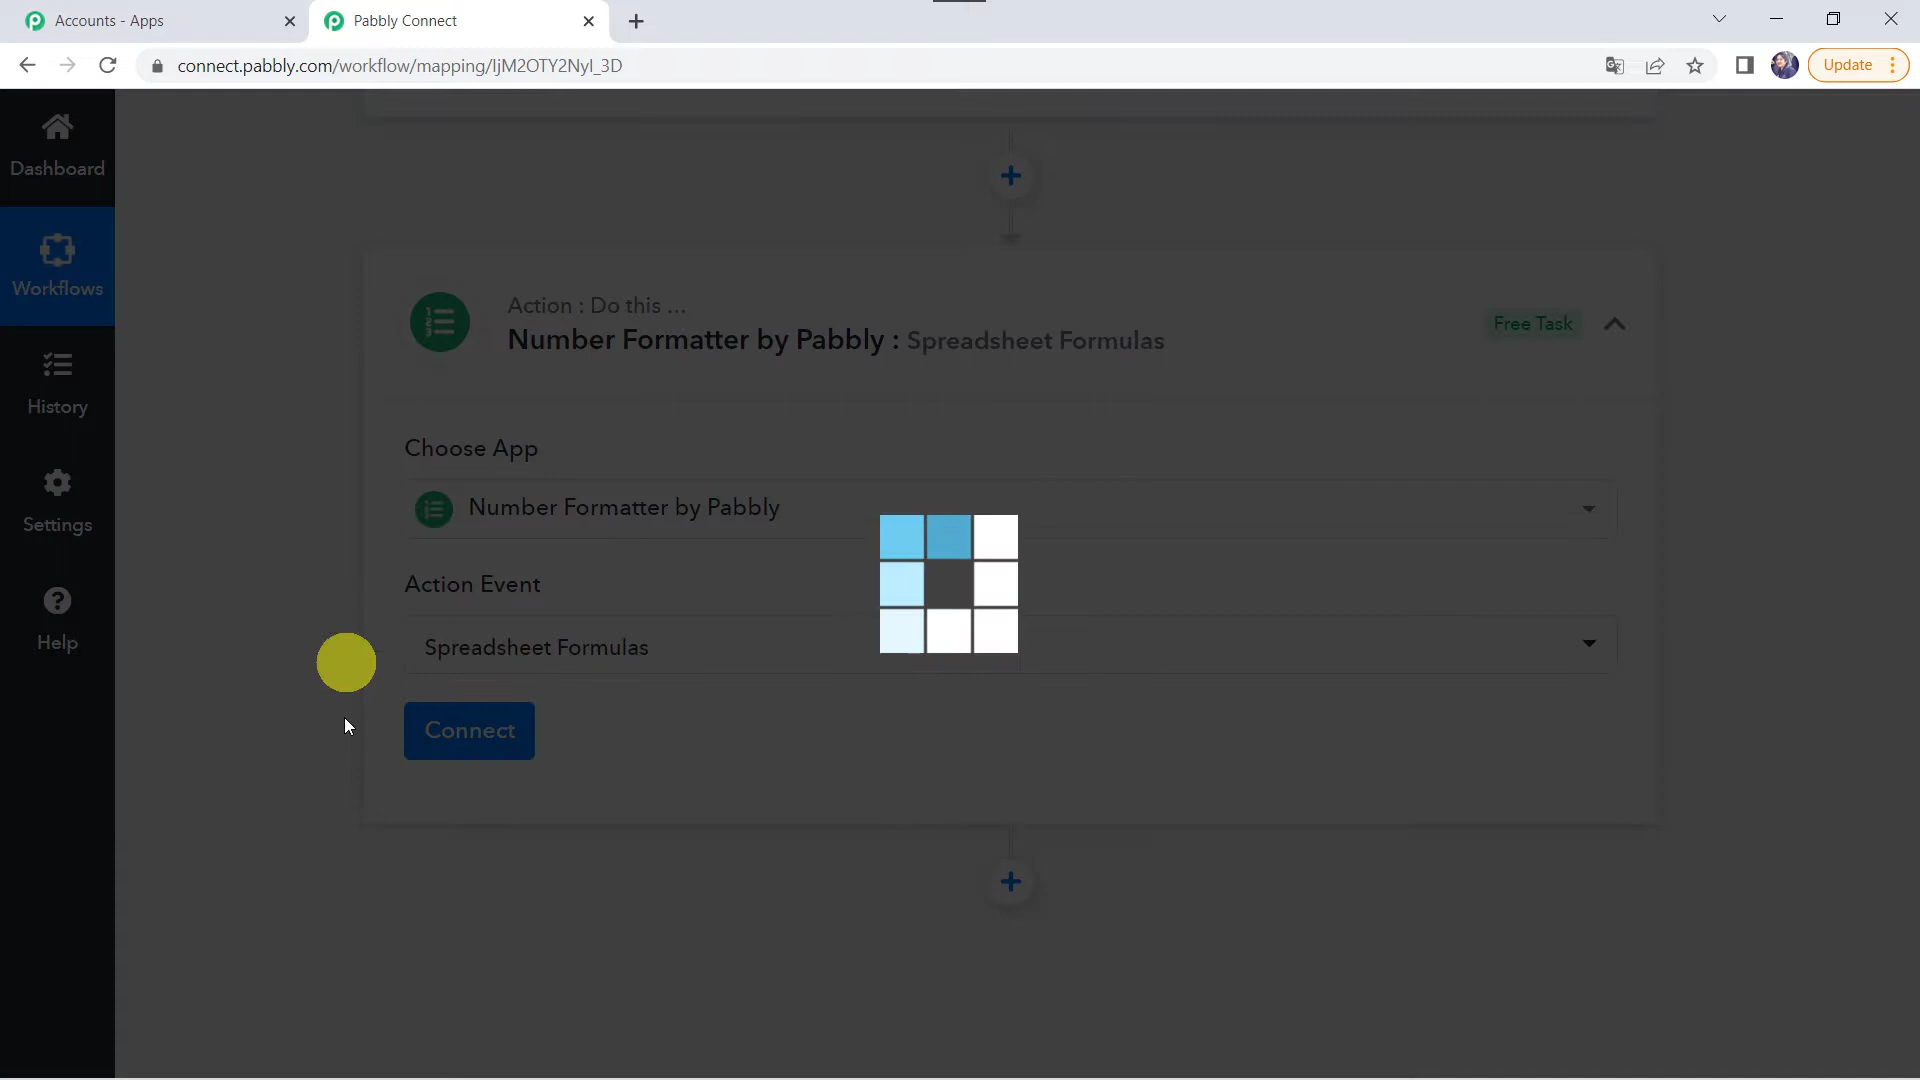 Accounts - Apps
Pabbly Connect
connect.pabbly.com/workflow/mapping/IjM2OTY2NyI_3D
Update
Dashboard
Workflows
History
Settings
Help
Action : Do this ...
Number Formatter by Pabbly : Spreadsheet Formulas
Free Task
Choose App
Number Formatter by Pabbly
Action Event
Spreadsheet Formulas
Connect